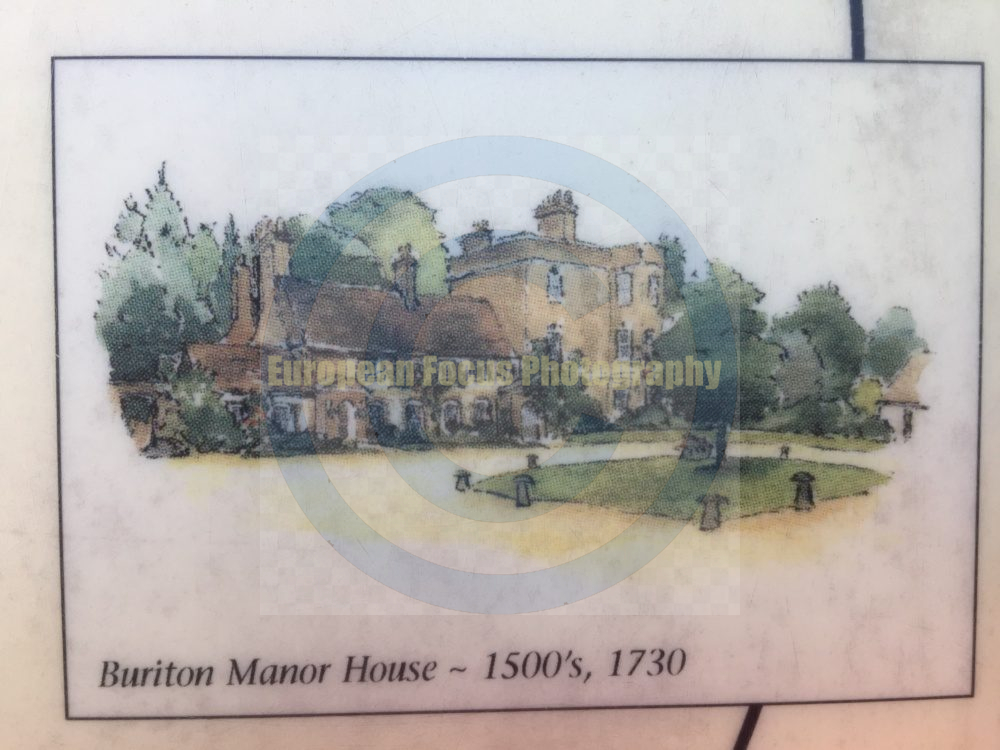 European Focus Photography
Buriton Manor House ~ 1500's, 1730